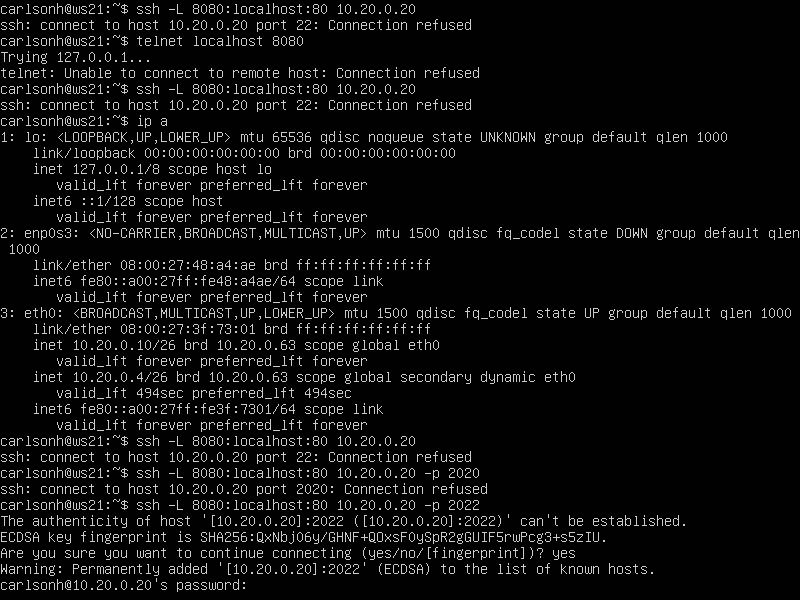 carlsonh@ws21:~$ ssh -L 8080:localhost:80 10.20.0.20
ssh: connect to host 10.20.0.20 port 22: Connection refused
carlsonh@ws21:~$ telnet localhost 8080
Trying 127.0.0.1...
telnet: Unable to connect to remote host: Connection refused
carlsonh@ws21:~$ ssh -L 8080:localhost:80 10.20.0.20
ssh: connect to host 10.20.0.20 port 22: Connection refused
carlsonh@ws21:~$ ip a
1: lo: <LOOPBACK,UP,LOWER_UP> mtu 65536 qdisc noqueue state UNKNOWN group default qlen 1000
    link/loopback 00:00:00:00:00:00 brd 00:00:00:00:00:00
    inet 127.0.0.1/8 scope host lo
       valid_lft forever preferred_lft forever
    inet6 ::1/128 scope host
       valid_lft forever preferred_lft forever
2: enp0s3: <NO-CARRIER,BROADCAST,MULTICAST,UP> mtu 1500 qdisc fq_codel state DOWN group default qlen
 1000
    link/ether 08:00:27:48:a4:ae brd ff:ff:ff:ff:ff:ff
    inet6 fe80::a00:27ff:fe48:a4ae/64 scope link
       valid_lft forever preferred_lft forever
3: eth0: <BROADCAST,MULTICAST,UP,LOWER_UP> mtu 1500 qdisc fq_codel state UP group default qlen 1000
    link/ether 08:00:27:3f:73:01 brd ff:ff:ff:ff:ff:ff
    inet 10.20.0.10/26 brd 10.20.0.63 scope global eth0
       valid_lft forever preferred_lft forever
    inet 10.20.0.4/26 brd 10.20.0.63 scope global secondary dynamic eth0
       valid_lft 494sec preferred_lft 494sec
    inet6 fe80::a00:27ff:fe3f:7301/64 scope link
       valid_lft forever preferred_lft forever
carlsonh@ws21:~$ ssh -L 8080:localhost:80 10.20.0.20
ssh: connect to host 10.20.0.20 port 22: Connection refused
carlsonh@ws21:~$ ssh -L 8080:localhost:80 10.20.0.20 -p 2020
ssh: connect to host 10.20.0.20 port 2020: Connection refused
carlsonh@ws21:~$ ssh -L 8080:localhost:80 10.20.0.20 -p 2022
The authenticity of host '[10.20.0.20]:2022 ([10.20.0.20]:2022)' can't be established.
ECDSA key fingerprint is SHA256:QxNbjO6y/GHNF+QOxsFOySpR2gGUIF5rwPcg3+s5zIU.
Are you sure you want to continue connecting (yes/no/[fingerprint])? yes
Warning: Permanently added '[10.20.0.20]:2022' (ECDSA) to the list of known hosts.
carlsonh@10.20.0.20's password: